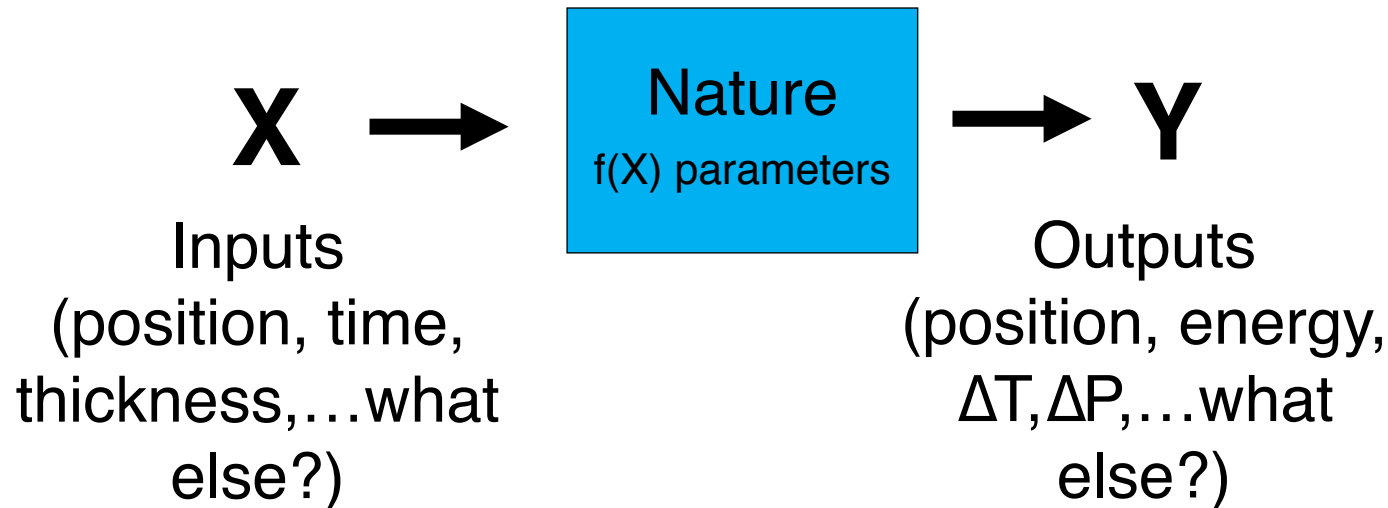 X
Nature
f(X) parameters
Y
Inputs
(position, time,
thickness,…what
else?)
Outputs
(position, energy,
ΔT,ΔP,…what
else?)